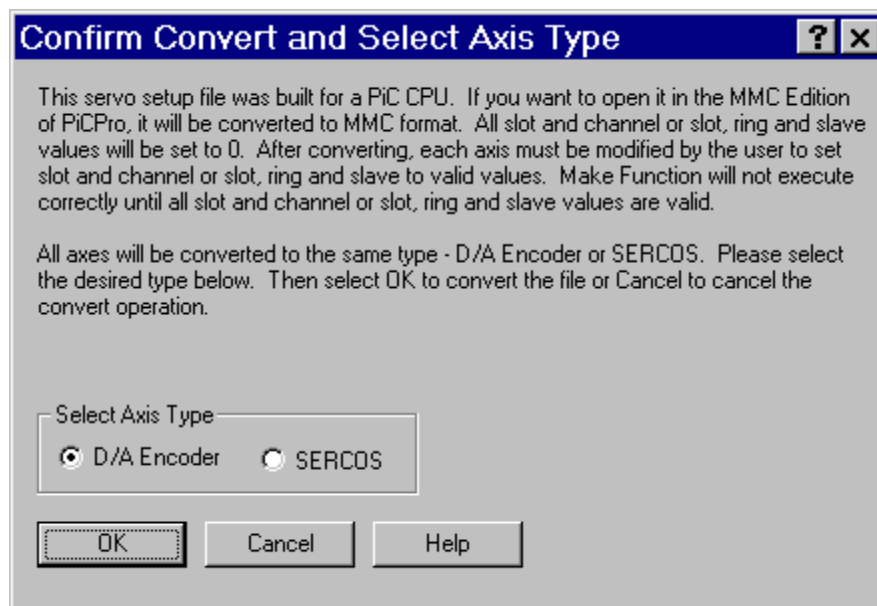 Confirm Convert and Select Axis Type
This servo setup file was built for a PiC CPU.  If you want to open it in the MMC Edition
of PiCPro, it will be converted to MMC format.  All slot and channel or slot, ring and slave
values will be set to 0.  After converting, each axis must be modified by the user to set
slot and channel or slot, ring and slave to valid values.  Make Function will not execute
correctly until all slot and channel or slot, ring and slave values are valid.
All axes will be converted to the same type - D/A Encoder or SERCOS.  Please select
the desired type below.  Then select OK to convert the file or Cancel to cancel the
convert operation.
Select Axis Type
D/A Encoder SERCOS
OK Cancel Help